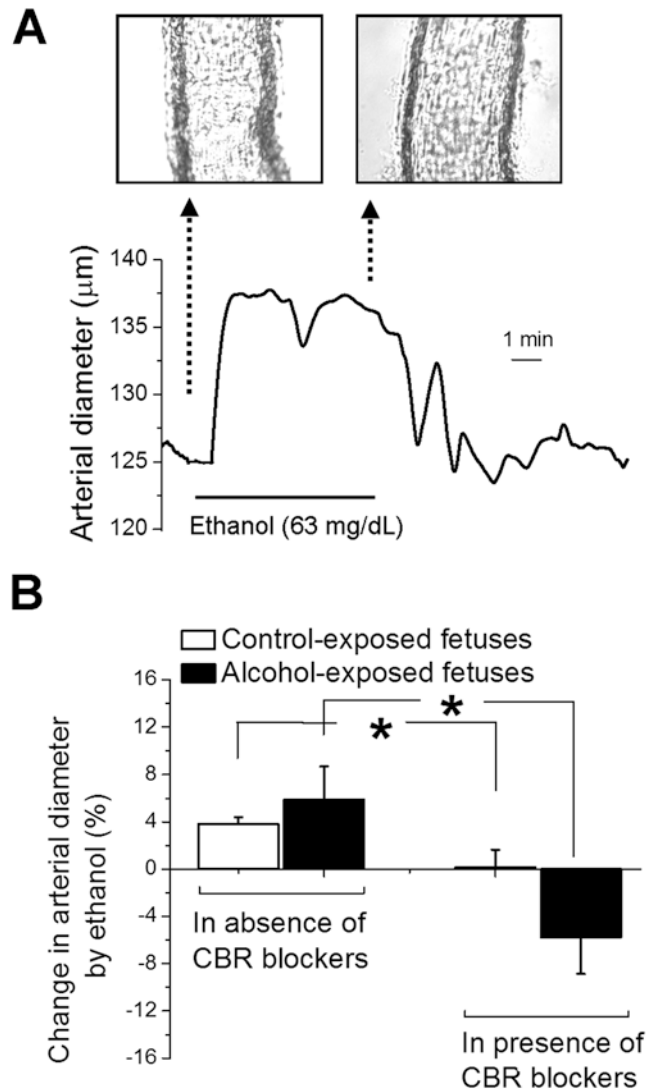 A
Arterial diameter (μm)
140
135
130
125
120
1 min
Ethanol (63 mg/dL)
B
Control-exposed fetuses
Alcohol-exposed fetuses
Change in arterial diameter
by ethanol (%)
16
12
8
4
0
-4
-8
-12
-16
*
*
In absence of
CBR blockers
In presence of
CBR blockers